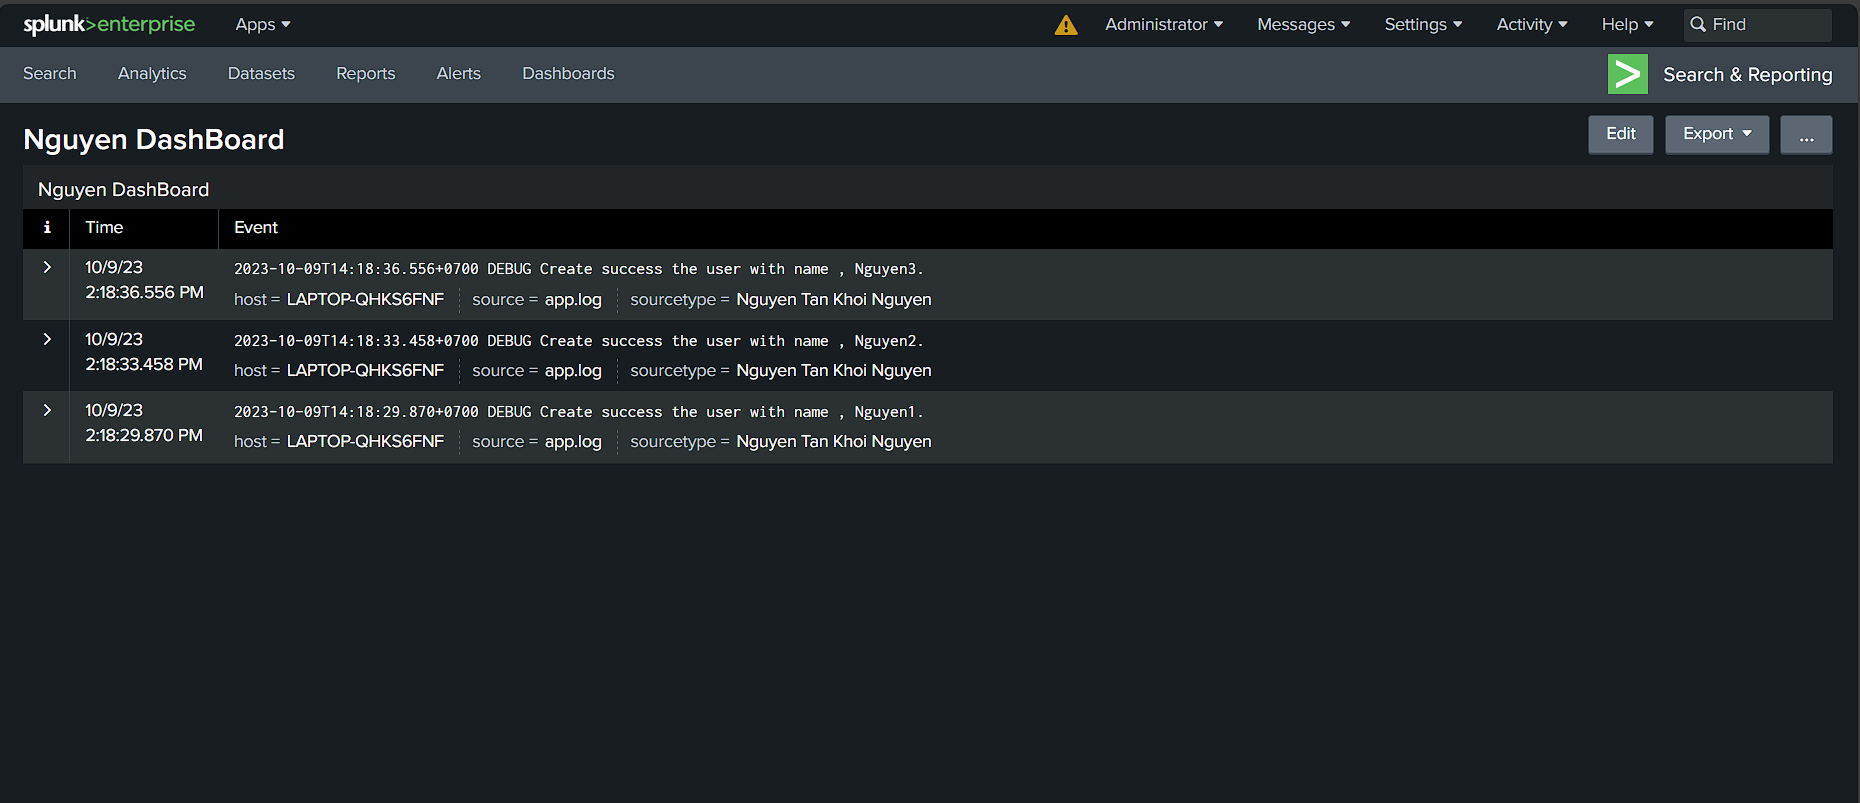 splunk>enterprise Apps Administrator Messages Settings Activity Help Find
Search Analytics Datasets Reports Alerts Dashboards Search & Reporting
Nguyen DashBoard Edit Export ...
Nguyen DashBoard
i Time Event
10/9/23 2023-10-09T14:18:36.556+0700 DEBUG Create success the user with name , Nguyen3.
2:18:36.556 PM host = LAPTOP-QHKS6FNF source = app.log sourcetype = Nguyen Tan Khoi Nguyen
10/9/23 2023-10-09T14:18:33.458+0700 DEBUG Create success the user with name , Nguyen2.
2:18:33.458 PM host = LAPTOP-QHKS6FNF source = app.log sourcetype = Nguyen Tan Khoi Nguyen
10/9/23 2023-10-09T14:18:29.870+0700 DEBUG Create success the user with name , Nguyen1.
2:18:29.870 PM host = LAPTOP-QHKS6FNF source = app.log sourcetype = Nguyen Tan Khoi Nguyen